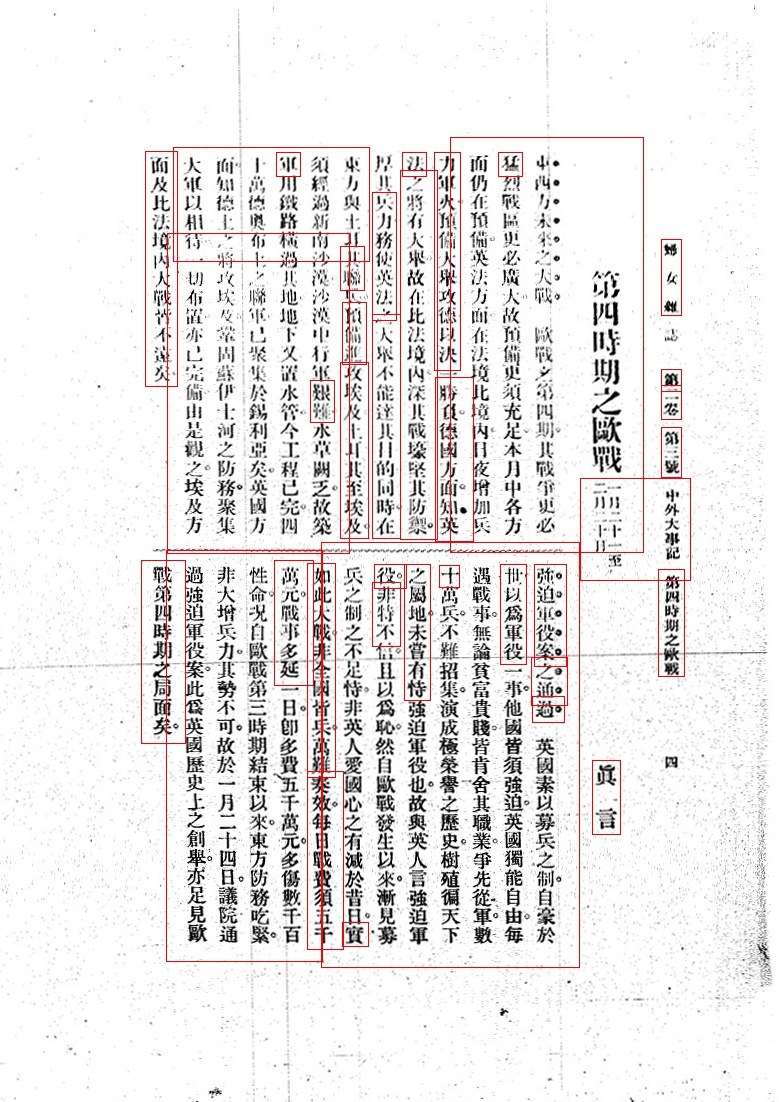 婦女雜誌 第二卷 第三號 中外大事記 第四時期之歐戰 四
第四時期之歐戰 一月二十一至二月二十日 眞言
東西方未來之大戰 歐戰之第四期其戰爭更必
猛烈戰區更必廣大故預備更須充足本月中各方
面仍在預備英法方面在法境比境內日夜增加兵
力軍火預備大舉攻德以決一勝負德國方面知英
法之將有大舉故在比法境內深其戰壕堅其防禦
厚其兵力務使英法之大舉不能達其目的同時在
東方與土耳其聯軍預備進攻埃及土耳其至埃及
須經過新南沙漠沙漠中行軍艱難水草闕乏故築
軍用鐵路橫過其地地下又置水管今工程已完四
十萬德奧布土之聯軍已聚集於錫利亞矣英國方
面知德土之將攻埃及鞏固蘇伊士河之防務聚集
大軍以相待一切布置亦已完備由是觀之埃及方
面及比法境內大戰皆不遠矣
強迫軍役案之通過 英國素以募兵之制自豪於
世以爲軍役一事他國皆須強迫英國獨能自由每
遇戰事無論貧富貴賤皆肯舍其職業爭先從軍數
十萬兵不難招集演成極榮譽之歷史樹殖徧天下
之屬地未嘗有恃強迫軍役也故與英人言強迫軍
役非特不信且以爲恥然自歐戰發生以來漸見募
兵之制之不足恃非英人愛國心之有減於昔日實
如此大戰非全國皆兵萬難奏效每日戰費須五千
萬元戰事多延一日卽多費五千萬元多傷數千百
性命况自歐戰第三時期結束以來東方防務吃緊
非大增兵力其勢不可故於一月二十四日議院通
過強迫軍役案此爲英國歷史上之創舉亦足見歐
戰第四時期之局面矣